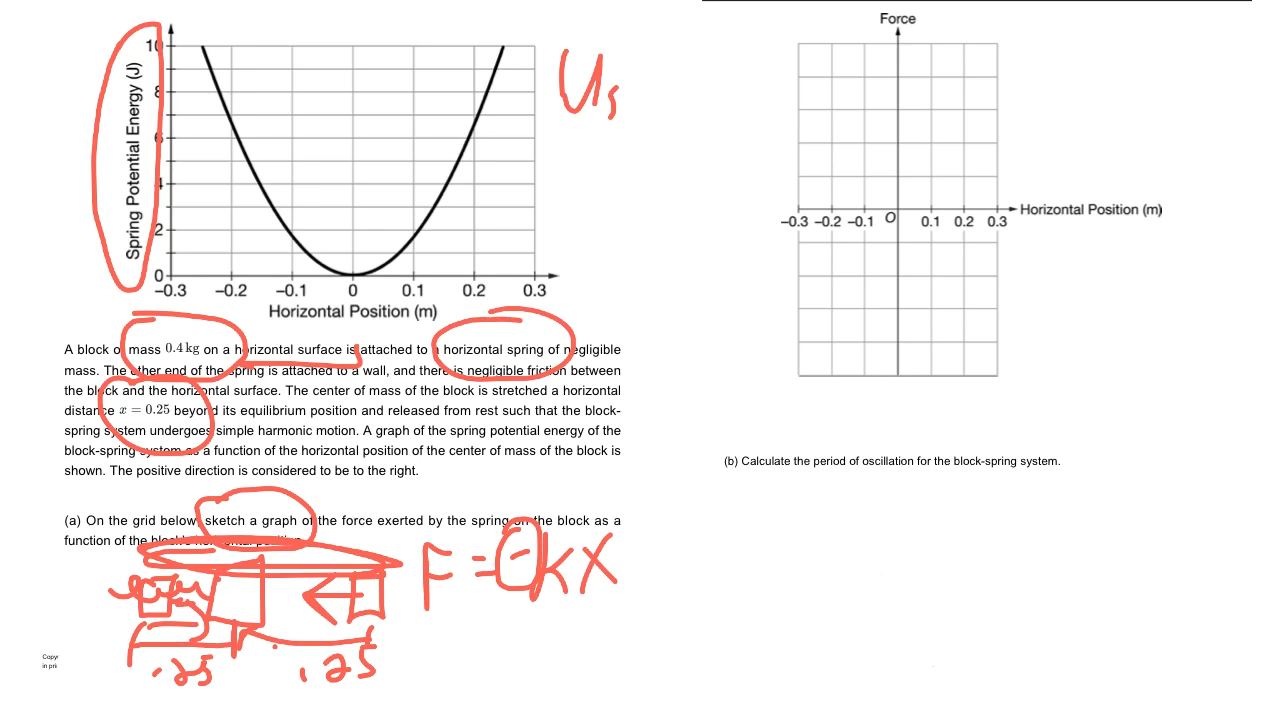 Spring Potential Energy (J)
10
8
6
4
2
0
−0.3 −0.2 −0.1 0 0.1 0.2 0.3
Horizontal Position (m)
Us
A block of mass 0.4 kg on a horizontal surface is attached to a horizontal spring of negligible
mass. The other end of the spring is attached to a wall, and there is negligible friction between
the block and the horizontal surface. The center of mass of the block is stretched a horizontal
distance x = 0.25 beyond its equilibrium position and released from rest such that the block-
spring system undergoes simple harmonic motion. A graph of the spring potential energy of the
block-spring system as a function of the horizontal position of the center of mass of the block is
shown. The positive direction is considered to be to the right.
(a) On the grid below, sketch a graph of the force exerted by the spring on the block as a
function of the block's horizontal position.
F = -kx
.25 .25
Copyr
in pri
Force
−0.3 −0.2 −0.1 O 0.1 0.2 0.3
Horizontal Position (m)
(b) Calculate the period of oscillation for the block-spring system.